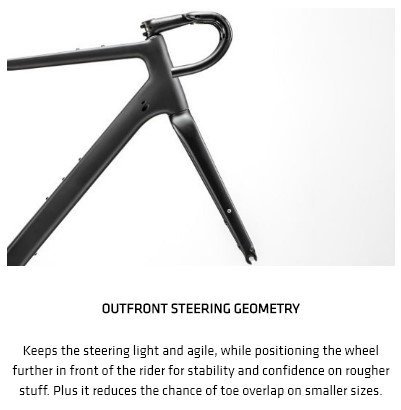 OUTFRONT STEERING GEOMETRY
Keeps the steering light and agile, while positioning the wheel
further in front of the rider for stability and confidence on rougher
stuff. Plus it reduces the chance of toe overlap on smaller sizes.